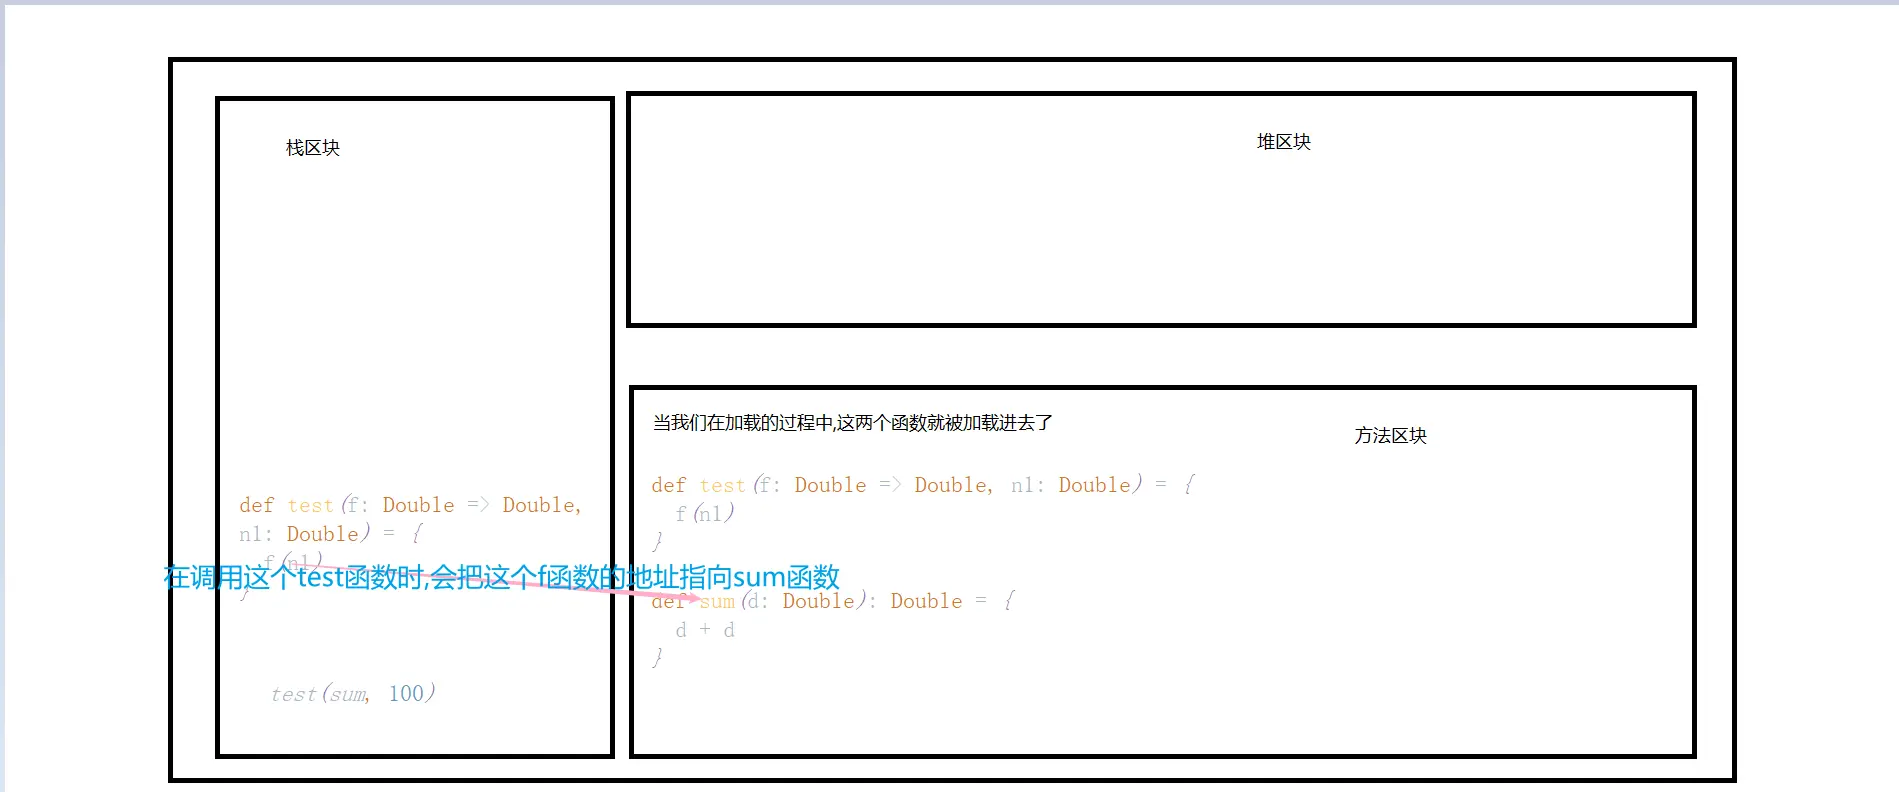 栈区块
堆区块
当我们在加载的过程中,这两个函数就被加载进去了
方法区块
def test(f: Double => Double, n1: Double) = {
  f(n1)
}
def sum(d: Double): Double = {
  d + d
}
def test(f: Double => Double,
n1: Double) = {
  f(n1)
}
在调用这个test函数时,会把这个f函数的地址指向sum函数
test(sum, 100)